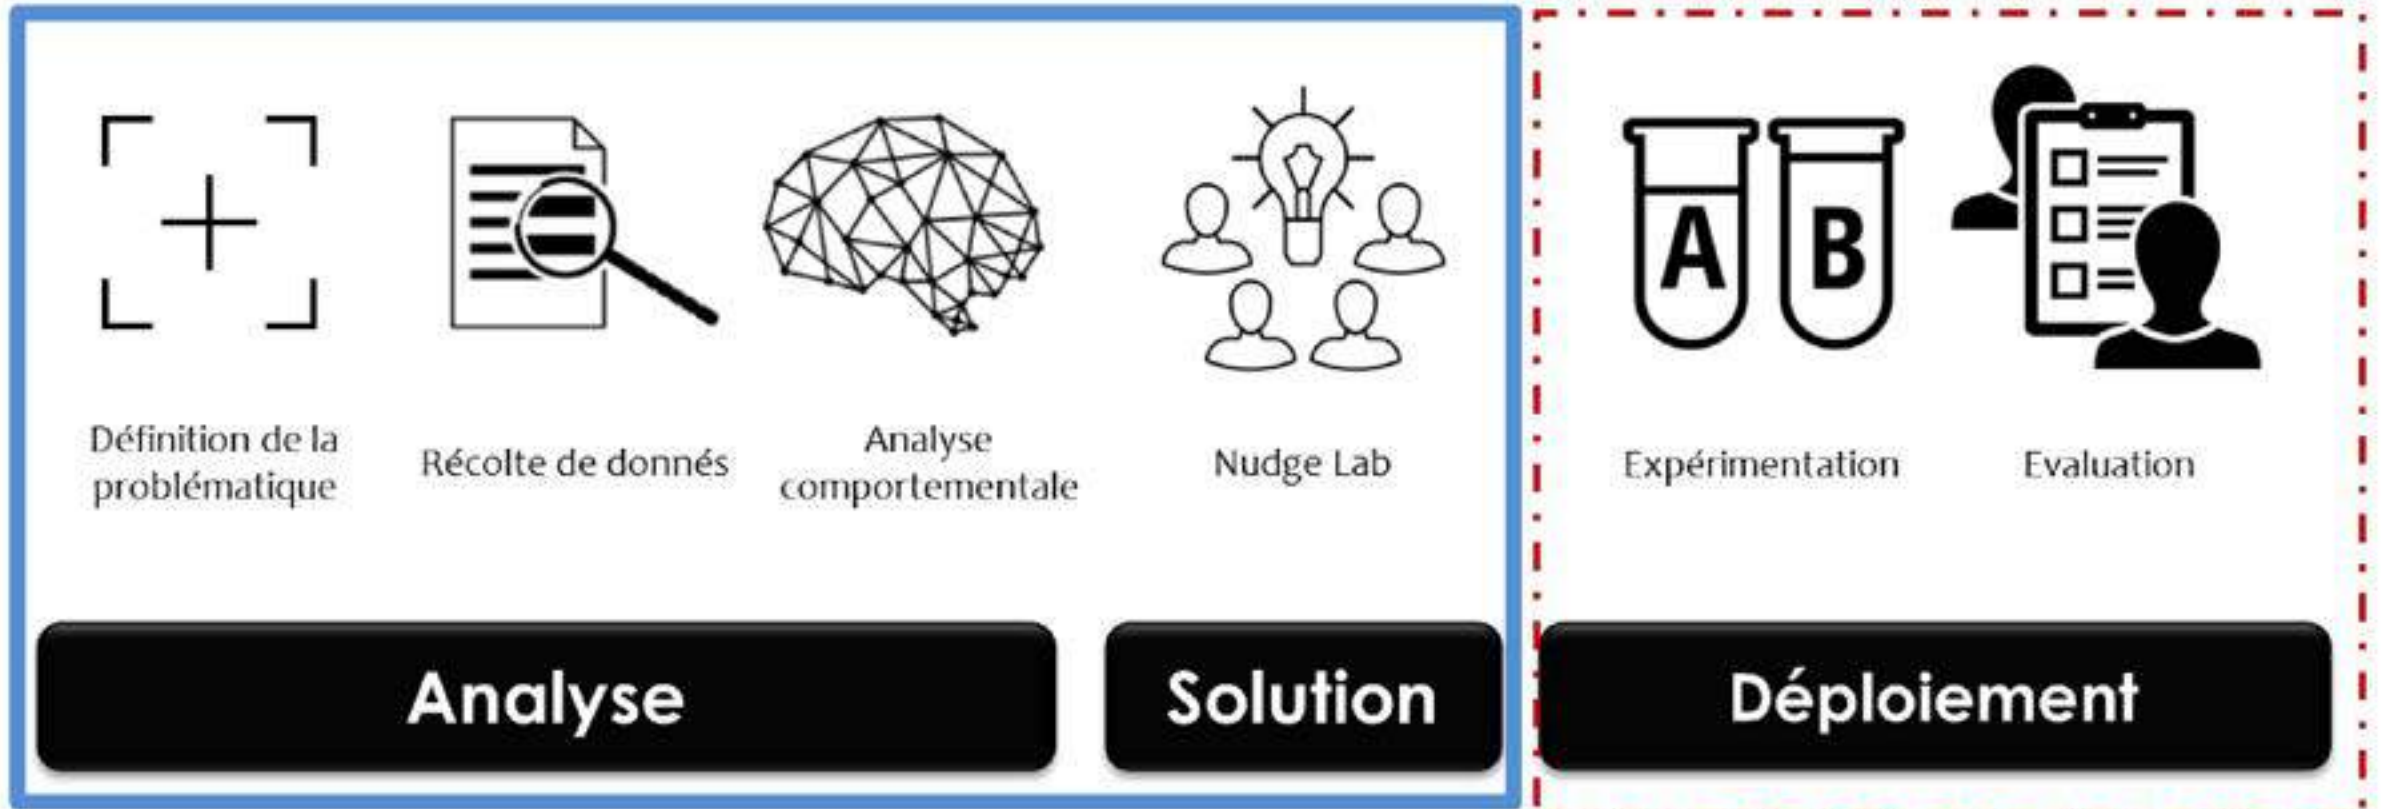 A
B
Définition de la
problématique
Récolte de donnés
Analyse
comportementale
Nudge Lab
Expérimentation
Evaluation
Analyse
Solution
Déploiement